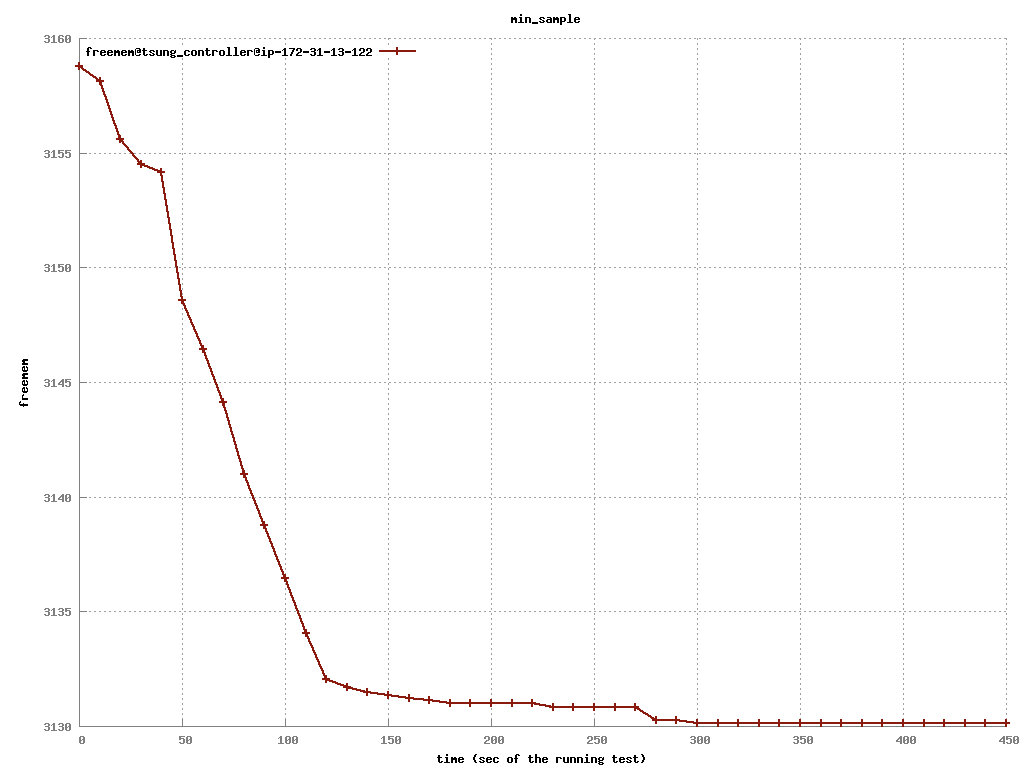 min_sample
freemem@tsung_controller@ip-172-31-13-122
3160
3155
3150
3145
3140
3135
3130
freemem
0 50 100 150 200 250 300 350 400 450
time (sec of the running test)